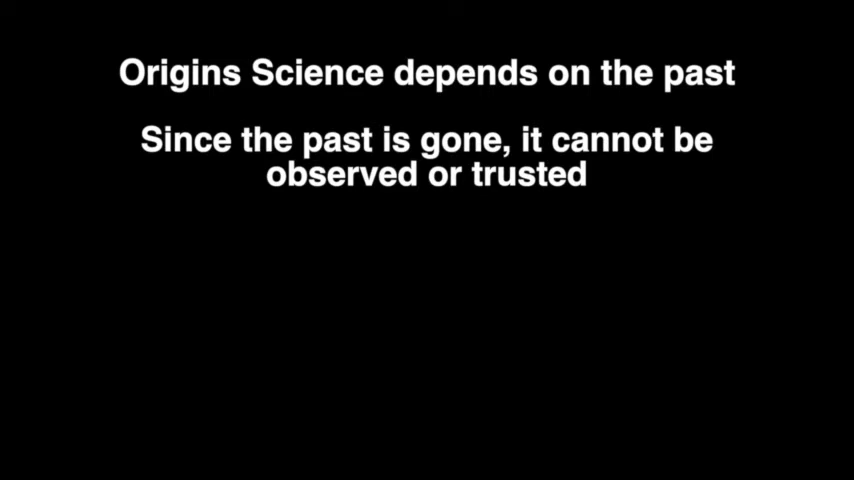 Origins Science depends on the past
Since the past is gone, it cannot be
observed or trusted